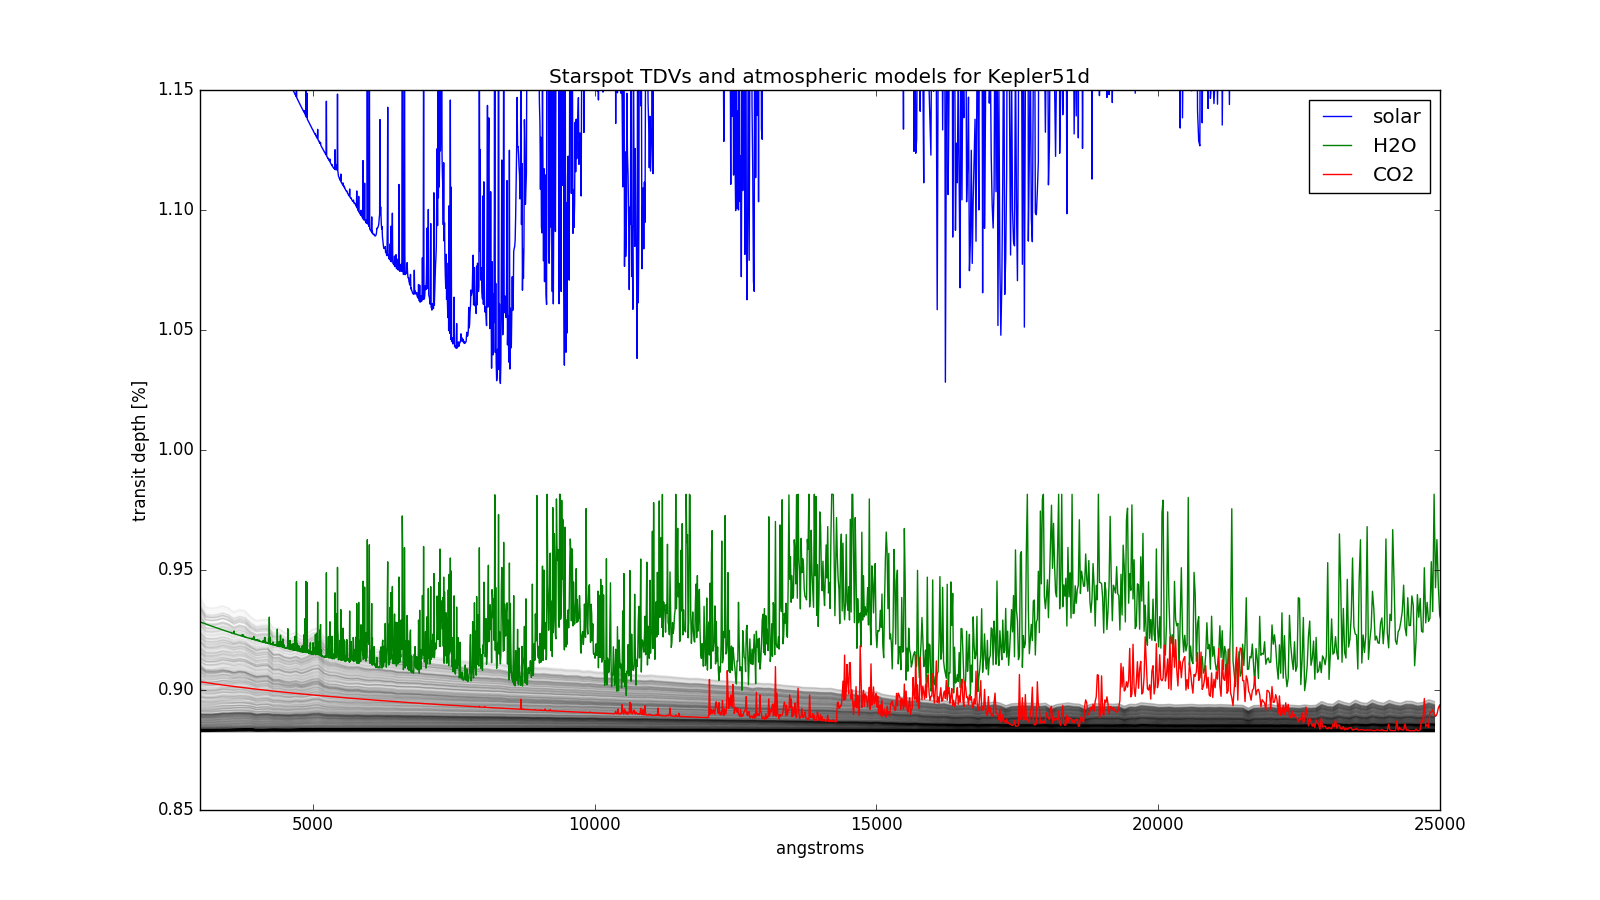 Starspot TDVs and atmospheric models for Kepler51d
1.15
1.10
1.05
1.00
0.95
0.90
0.85
transit depth [%]
solar
H2O
CO2
5000 10000 15000 20000 25000
angstroms